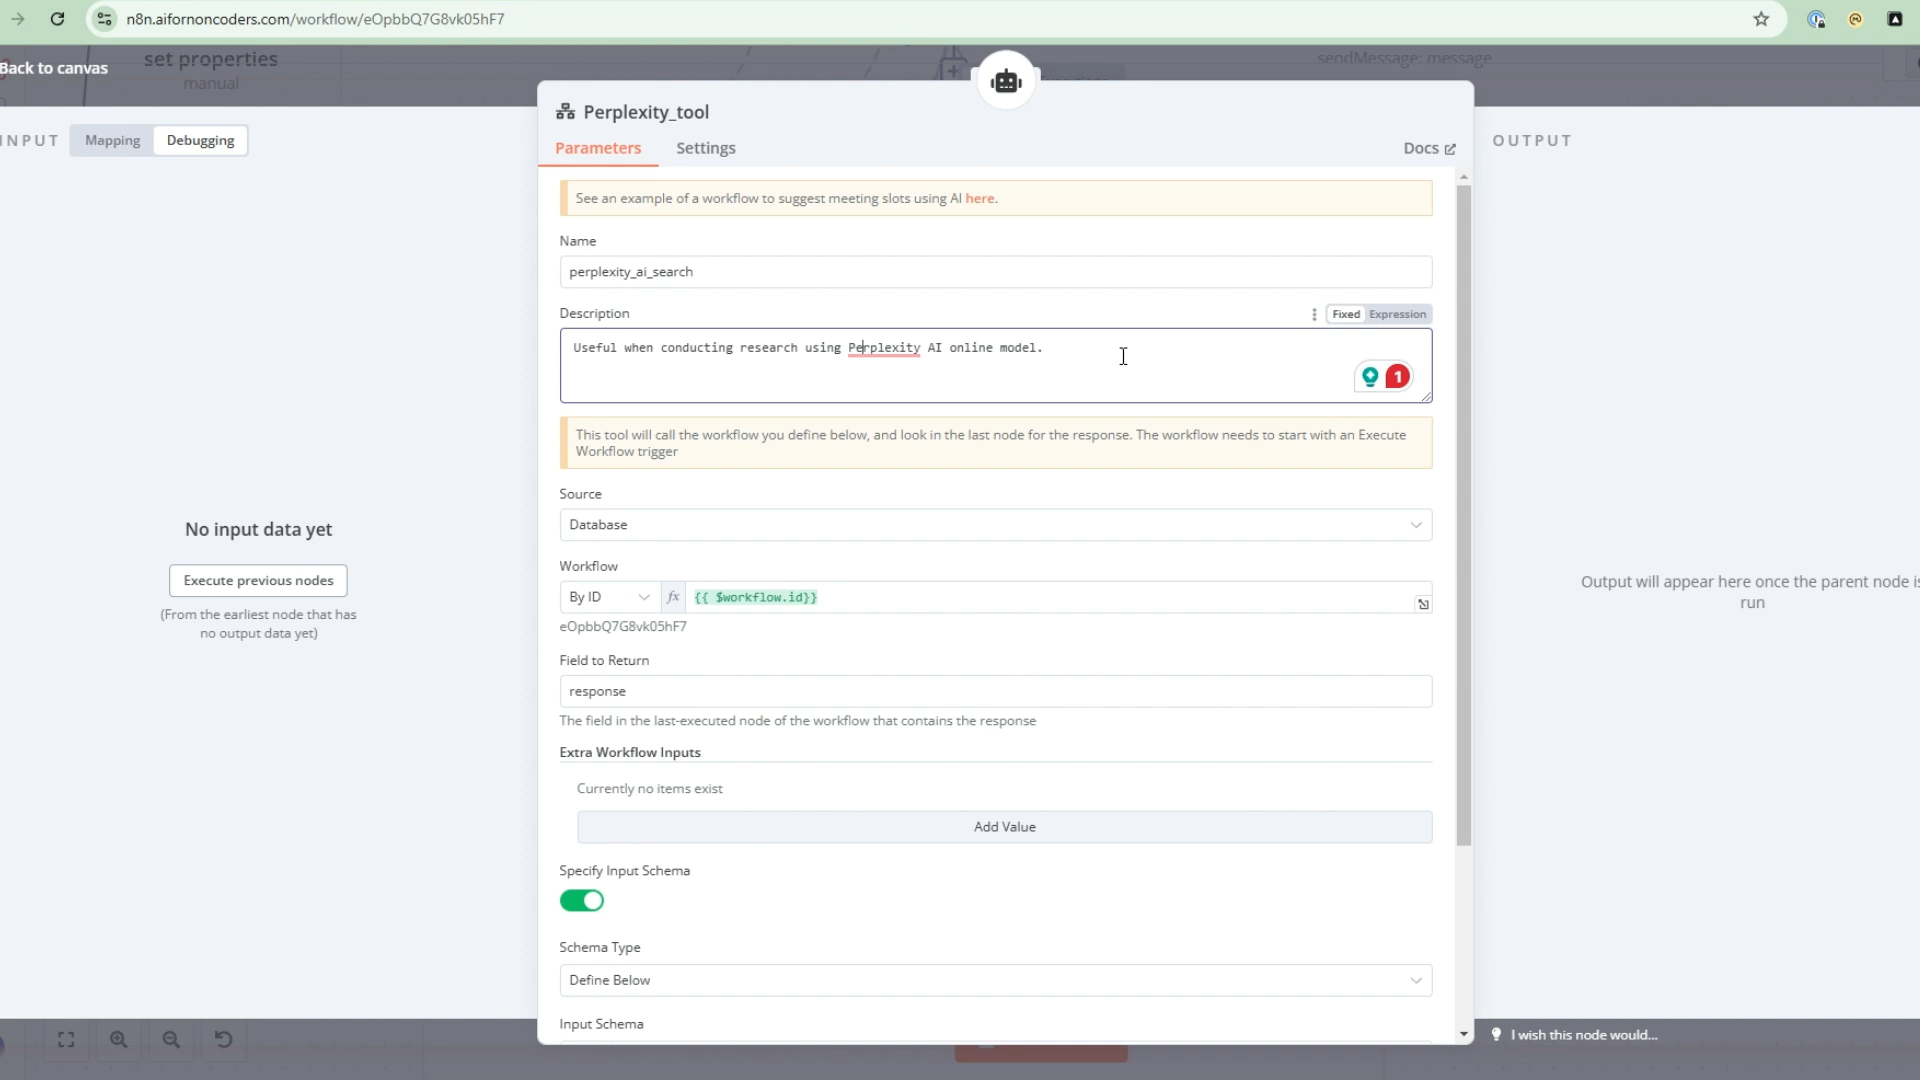 n8n.aifornoncoders.com/workflow/eOpbbQ7G8vk05hF7
set properties
manual
sendMessage: message
Back to canvas
Perplexity_tool
INPUT
Mapping
Debugging
Parameters
Settings
Docs
OUTPUT
See an example of a workflow to suggest meeting slots using AI here.
Name
perplexity_ai_search
Description
Fixed
Expression
Useful when conducting research using Perplexity AI online model.
1
This tool will call the workflow you define below, and look in the last node for the response. The workflow needs to start with an Execute
Workflow trigger
Source
Database
No input data yet
Execute previous nodes
(From the earliest node that has
no output data yet)
Workflow
By ID
fx
{{ $workflow.id}}
eOpbbQ7G8vk05hF7
Output will appear here once the parent node is
run
Field to Return
response
The field in the last-executed node of the workflow that contains the response
Extra Workflow Inputs
Currently no items exist
Add Value
Specify Input Schema
Schema Type
Define Below
Input Schema
I wish this node would...